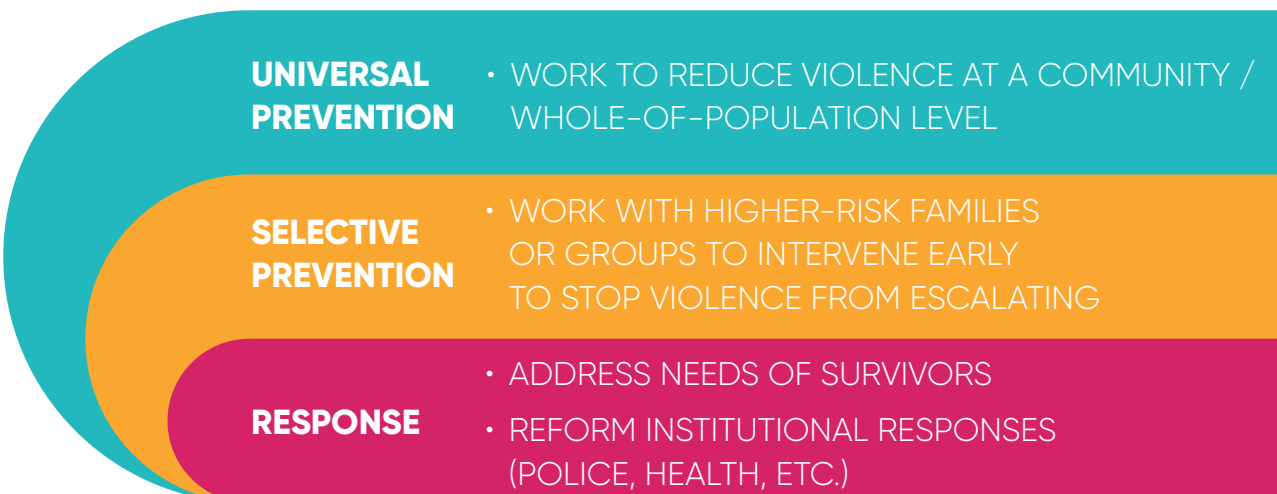 UNIVERSAL
PREVENTION
• WORK TO REDUCE VIOLENCE AT A COMMUNITY /
WHOLE-OF-POPULATION LEVEL
SELECTIVE
PREVENTION
• WORK WITH HIGHER-RISK FAMILIES
OR GROUPS TO INTERVENE EARLY
TO STOP VIOLENCE FROM ESCALATING
RESPONSE
• ADDRESS NEEDS OF SURVIVORS
• REFORM INSTITUTIONAL RESPONSES
(POLICE, HEALTH, ETC.)